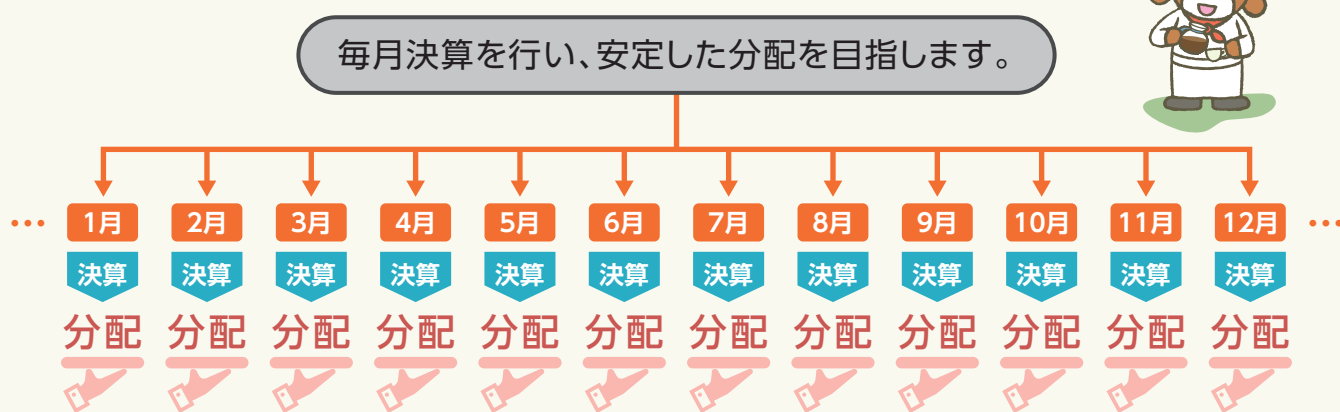 毎月決算を行い、安定した分配を目指します。
… 1月 2月 3月 4月 5月 6月 7月 8月 9月 10月 11月 12月 …
決算 決算 決算 決算 決算 決算 決算 決算 決算 決算 決算 決算
分配 分配 分配 分配 分配 分配 分配 分配 分配 分配 分配 分配